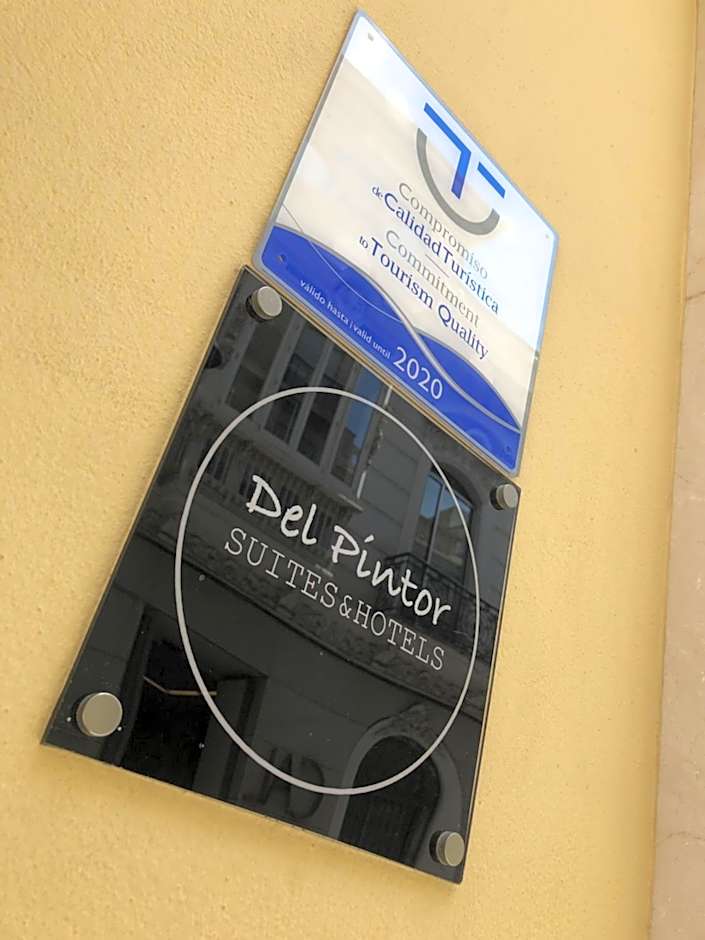 Compromiso
de Calidad Turística
Commitment
to Tourism Quality
válido hasta | valid until 2020
Del Pintor
SUITES&HOTELS